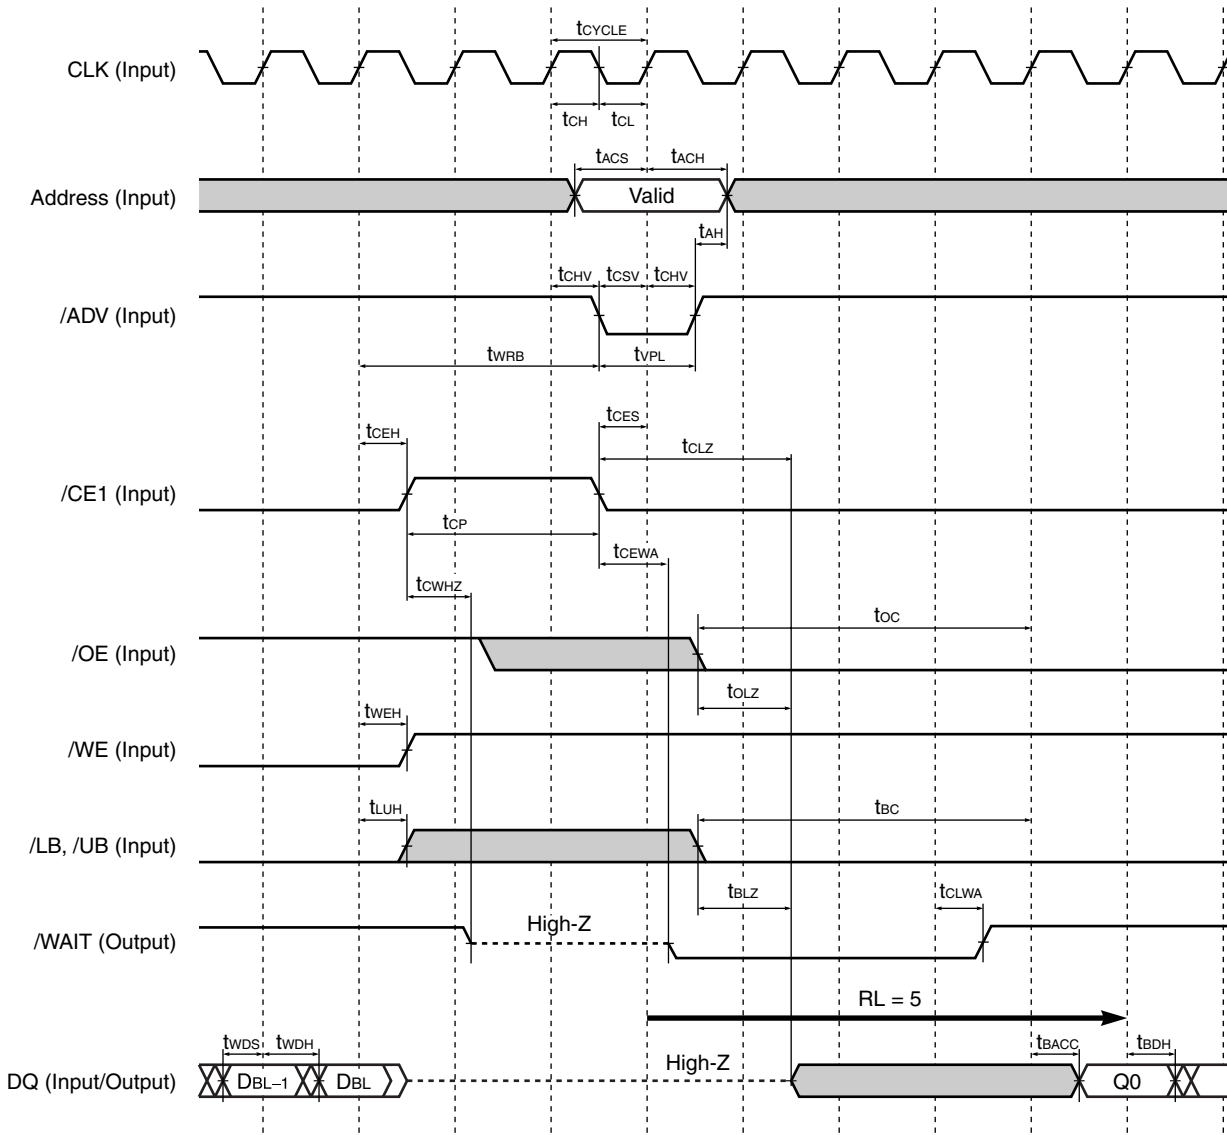 tCYCLE
CLK (Input)
tCH tCL
tACS tACH
Address (Input) Valid
tAH
tCHV tCSV tCHV
/ADV (Input)
tWRB tVPL
tCES
tCEH tCLZ
/CE1 (Input)
tCP
tCEWA
tCWHZ
tOC
/OE (Input)
tOLZ
tWEH
/WE (Input)
tLUH tBC
/LB, /UB (Input)
tBLZ tCLWA
High-Z
/WAIT (Output)
RL = 5
tWDS tWDH tBACC tBDH
High-Z
DQ (Input/Output) DBL–1 DBL Q0